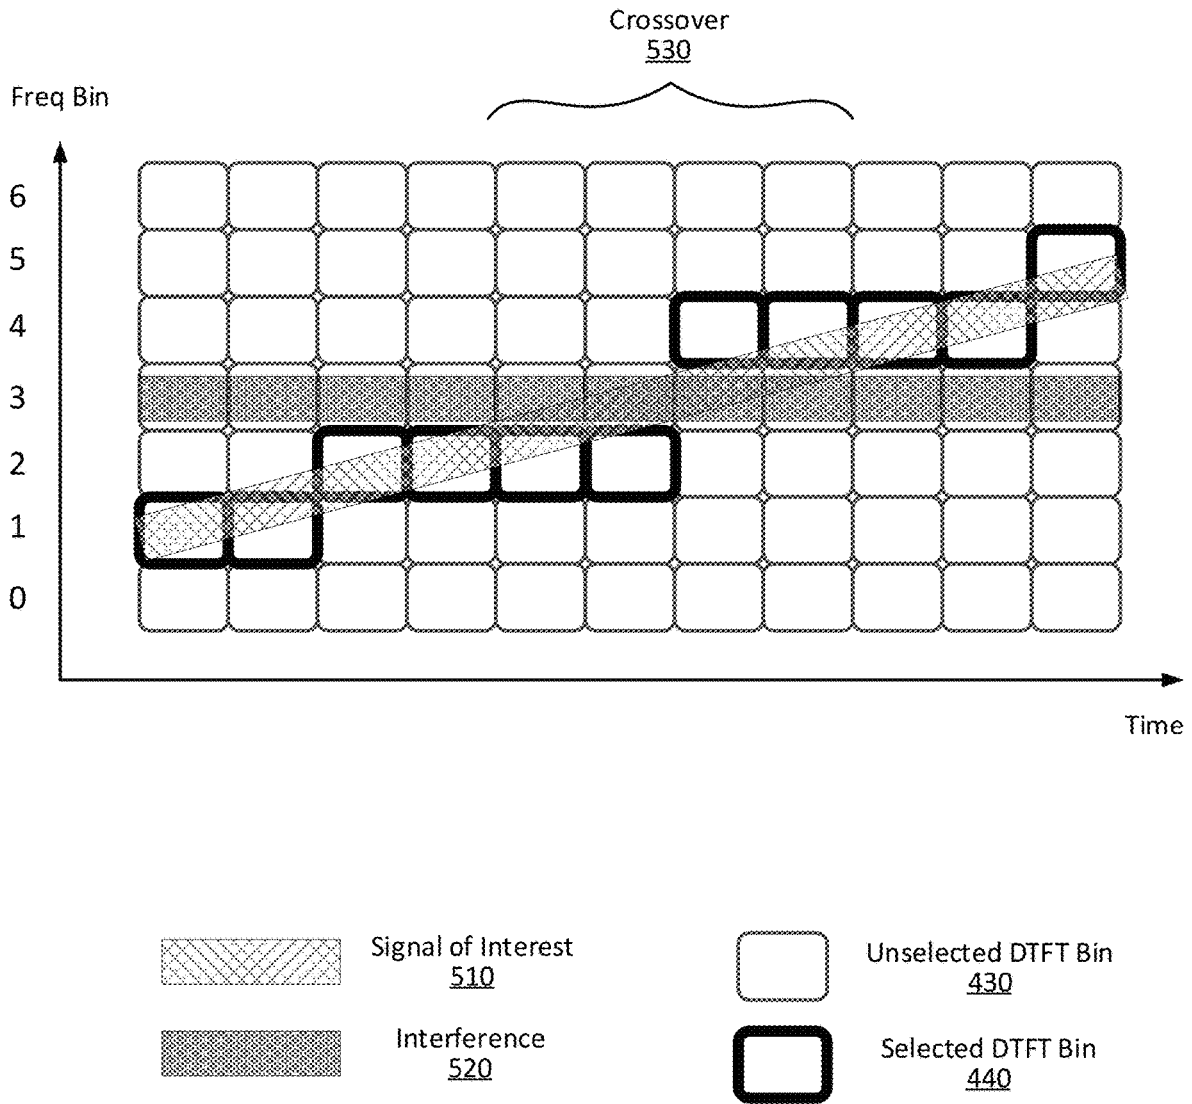 Crossover
530
Freq Bin
6
5
4
3
2
1
0
Time
Signal of Interest
510
Unselected DTFT Bin
430
Interference
520
Selected DTFT Bin
440